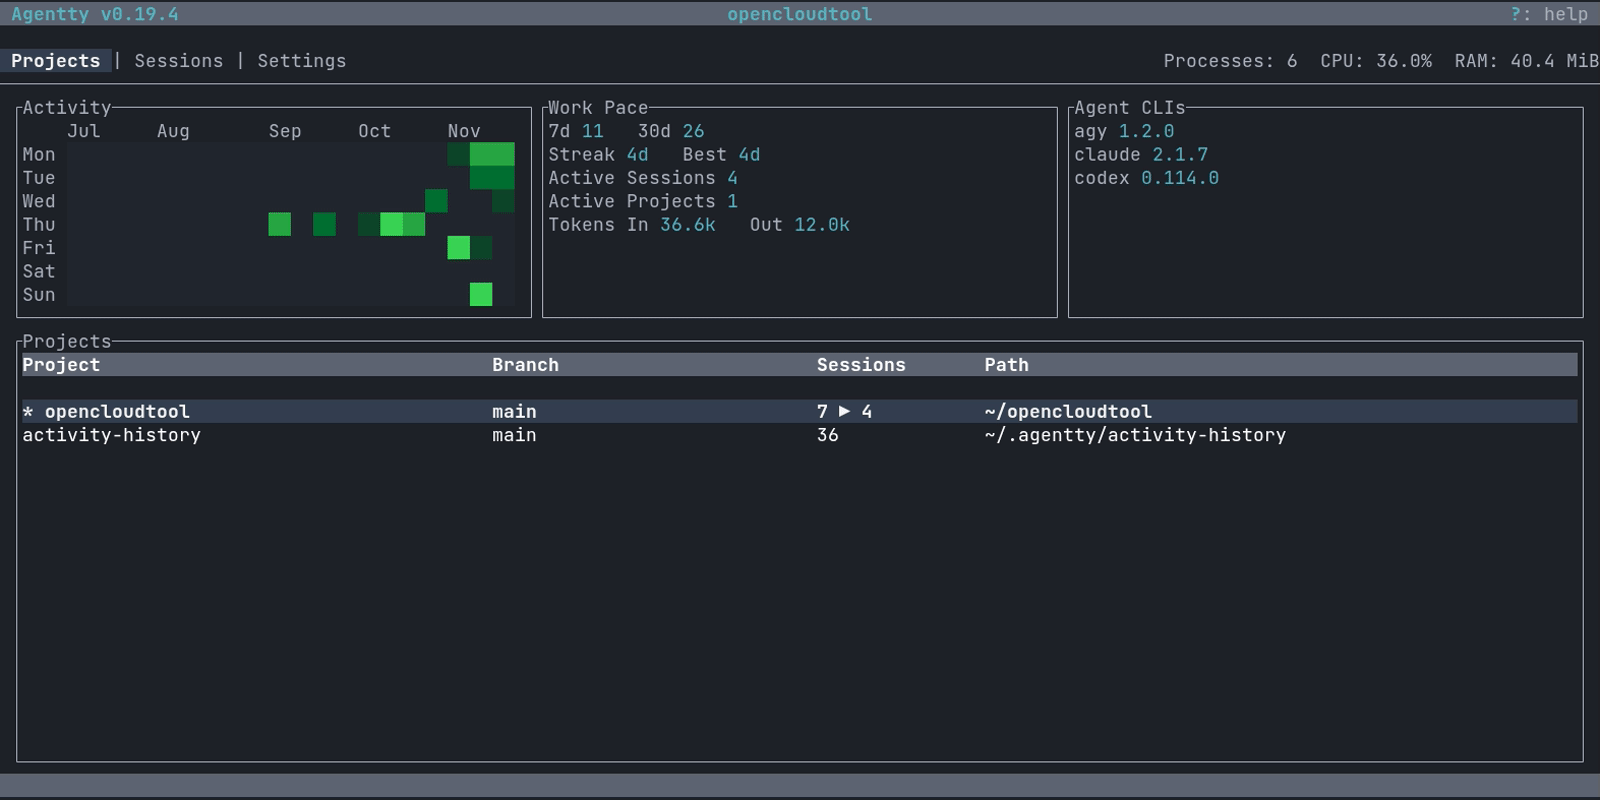 Agentty v0.19.4 opencloudtool ?: help
Projects | Sessions | Settings Processes: 6 CPU: 36.0% RAM: 40.4 MiB
Activity
Jul Aug Sep Oct Nov
Mon
Tue
Wed
Thu
Fri
Sat
Sun
Work Pace
7d 11 30d 26
Streak 4d Best 4d
Active Sessions 4
Active Projects 1
Tokens In 36.6k Out 12.0k
Agent CLIs
agy 1.2.0
claude 2.1.7
codex 0.114.0
Projects
Project Branch Sessions Path
* opencloudtool main 7 ▶ 4 ~/opencloudtool
activity-history main 36 ~/.agentty/activity-history